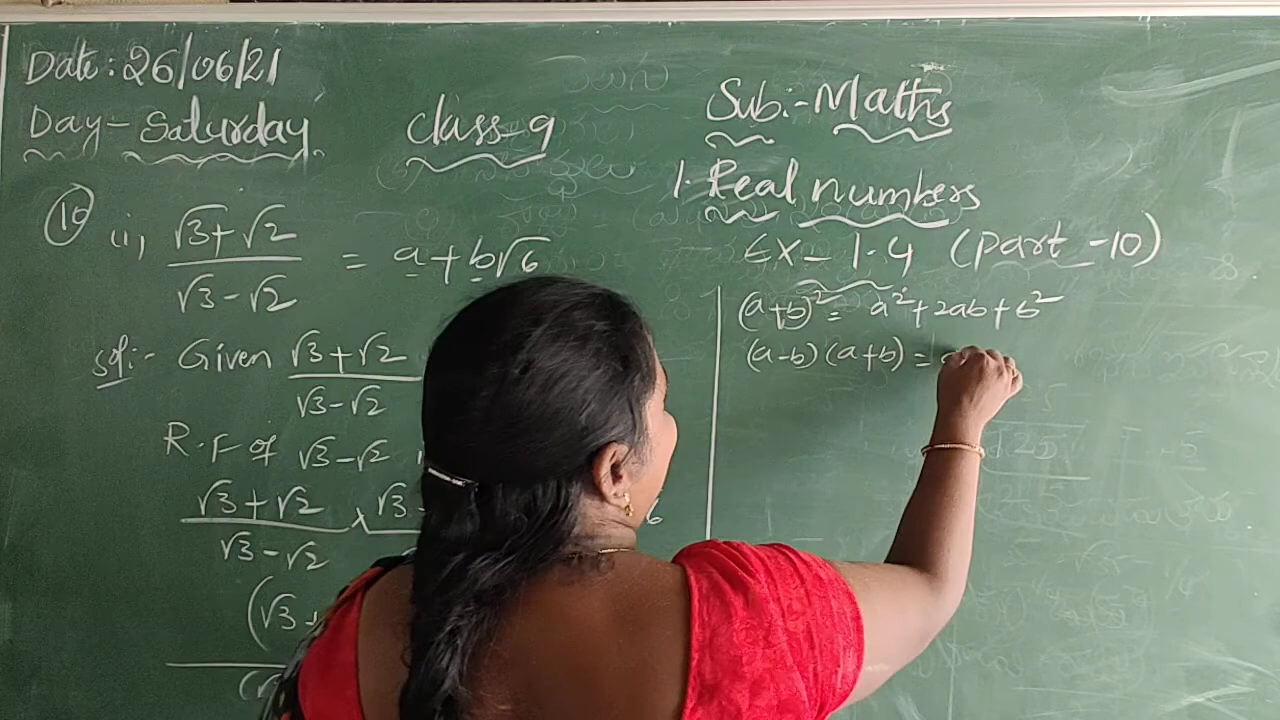 Date: 26/06/21
Day - Saturday
Class - 9
Sub:- Maths
1. Real numbers
EX - 1.4 (part - 10)
10 ii, √3+√2 / √3-√2 = a+b√6
Sol:- Given √3+√2 / √3-√2
R.F of √3-√2
√3+√2 / √3-√2 × √3
(√3+
(a+b)² = a²+2ab+b²
(a-b)(a+b) =